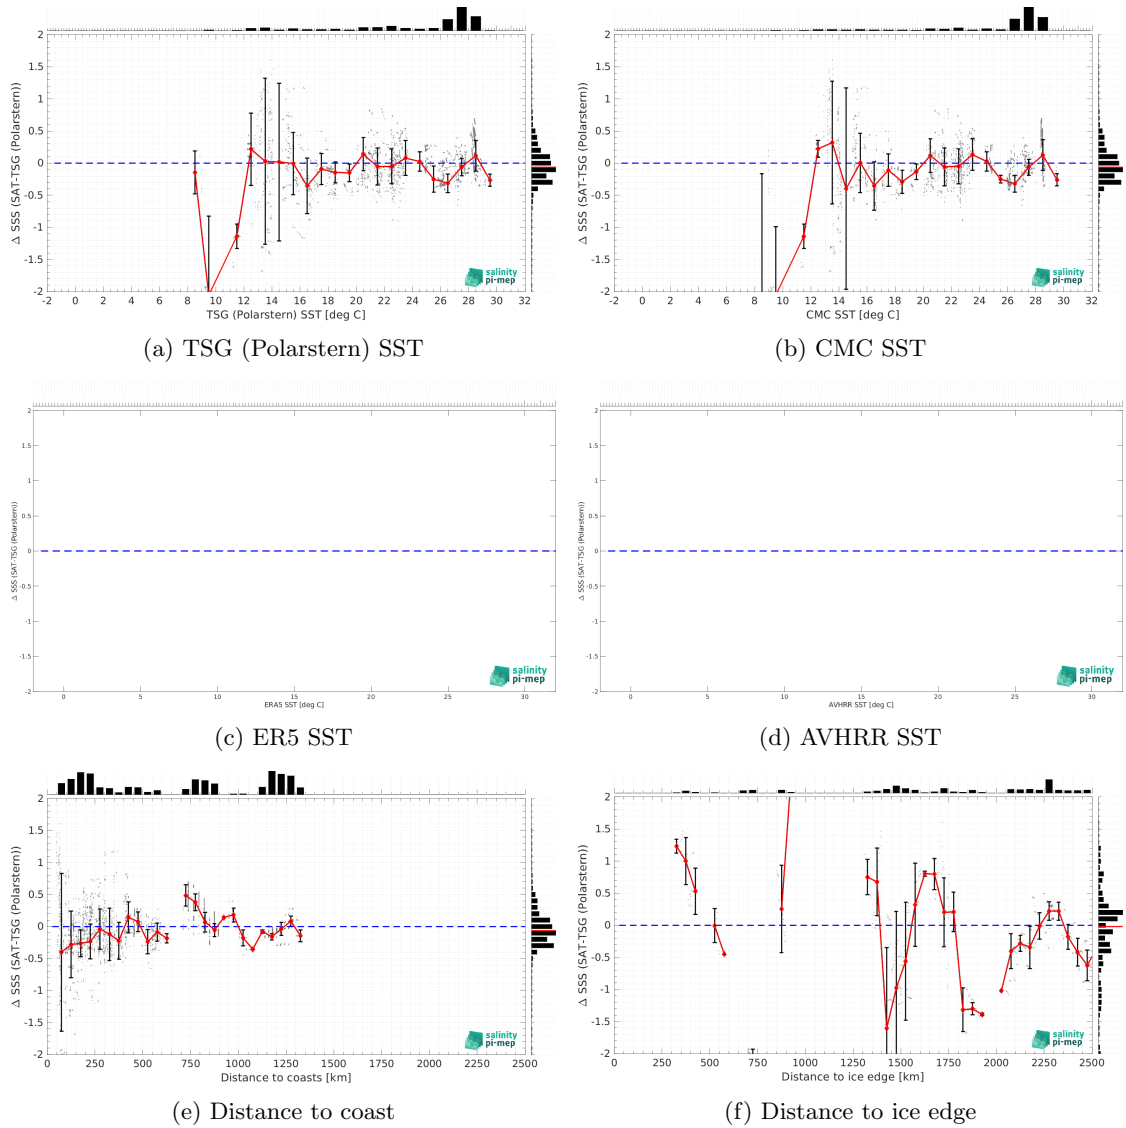 2
1.5
1
0.5
0
-0.5
-1
-1.5
-2
Δ SSS (SAT-TSG (Polarstern))
-2 0 2 4 6 8 10 12 14 16 18 20 22 24 26 28 30 32
TSG (Polarstern) SST [deg C]
salinity
pi-mep
(a) TSG (Polarstern) SST
2
1.5
1
0.5
0
-0.5
-1
-1.5
-2
Δ SSS (SAT-TSG (Polarstern))
-2 0 2 4 6 8 10 12 14 16 18 20 22 24 26 28 30 32
CMC SST [deg C]
salinity
pi-mep
(b) CMC SST
2
1.5
1
0.5
0
-0.5
-1
-1.5
-2
Δ SSS (SAT-TSG (Polarstern))
0 5 10 15 20 25 30
ERA5 SST [deg C]
salinity
pi-mep
(c) ER5 SST
2
1.5
1
0.5
0
-0.5
-1
-1.5
-2
Δ SSS (SAT-TSG (Polarstern))
0 5 10 15 20 25 30
AVHRR SST [deg C]
salinity
pi-mep
(d) AVHRR SST
2
1.5
1
0.5
0
-0.5
-1
-1.5
-2
Δ SSS (SAT-TSG (Polarstern))
0 250 500 750 1000 1250 1500 1750 2000 2250 2500
Distance to coasts [km]
salinity
pi-mep
(e) Distance to coast
2
1.5
1
0.5
0
-0.5
-1
-1.5
-2
Δ SSS (SAT-TSG (Polarstern))
0 500 1000 1500 2000 2500
Distance to ice edge [km]
salinity
pi-mep
(f) Distance to ice edge